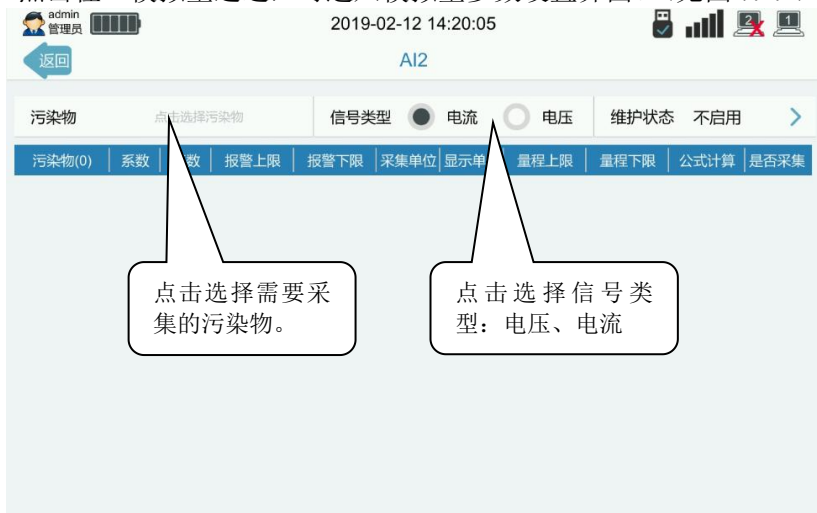 admin
管理员
2019-02-12 14:20:05
2
1
返回
AI2
污染物 点击选择污染物 信号类型 电流 电压 维护状态 不启用
污染物(0) 系数 数 报警上限 报警下限 采集单位 显示单 量程上限 量程下限 公式计算 是否采集
点击选择需要采
集的污染物。
点击选择信号类
型：电压、电流